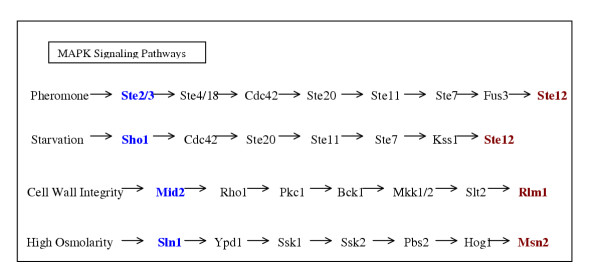 MAPK Signaling Pathways
Pheromone → Ste2/3 → Ste4/18 → Cdc42 → Ste20 → Ste11 → Ste7 → Fus3 → Ste12
Starvation → Sho1 → Cdc42 → Ste20 → Ste11 → Ste7 → Kss1 → Ste12
Cell Wall Integrity → Mid2 → Rho1 → Pkc1 → Bck1 → Mkk1/2 → Slt2 → Rlm1
High Osmolarity → Sln1 → Ypd1 → Ssk1 → Ssk2 → Pbs2 → Hog1 → Msn2